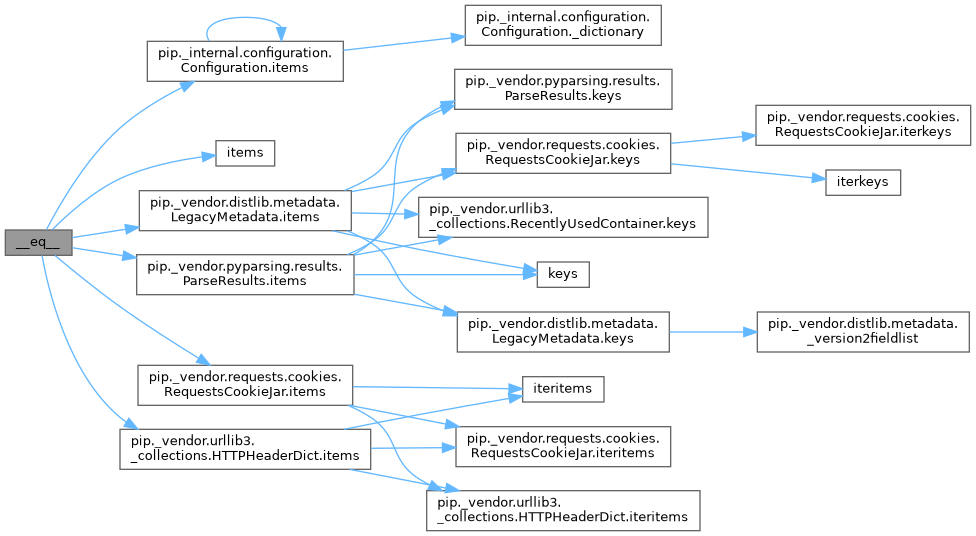 __eq__
pip._internal.configuration.
Configuration.items
items
pip._vendor.distlib.metadata.
LegacyMetadata.items
pip._vendor.pyparsing.results.
ParseResults.items
pip._vendor.requests.cookies.
RequestsCookieJar.items
pip._vendor.urllib3.
_collections.HTTPHeaderDict.items
pip._internal.configuration.
Configuration._dictionary
pip._vendor.pyparsing.results.
ParseResults.keys
pip._vendor.requests.cookies.
RequestsCookieJar.keys
pip._vendor.urllib3.
_collections.RecentlyUsedContainer.keys
keys
pip._vendor.distlib.metadata.
LegacyMetadata.keys
iteritems
pip._vendor.requests.cookies.
RequestsCookieJar.iteritems
pip._vendor.urllib3.
_collections.HTTPHeaderDict.iteritems
pip._vendor.requests.cookies.
RequestsCookieJar.iterkeys
iterkeys
pip._vendor.distlib.metadata.
_version2fieldlist